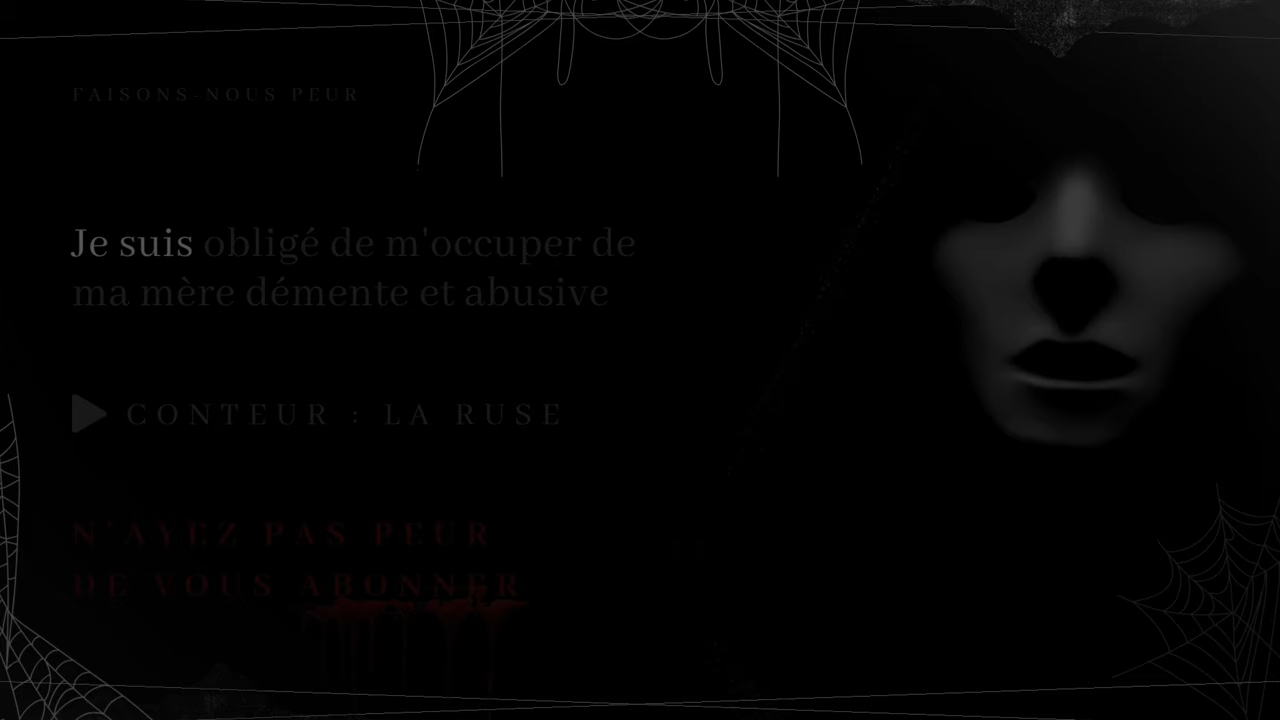 FAISONS-NOUS PEUR
Je suis obligé de m'occuper de
ma mère démente et abusive
CONTEUR : LA RUSE
N'AYEZ PAS PEUR
DE VOUS ABONNER